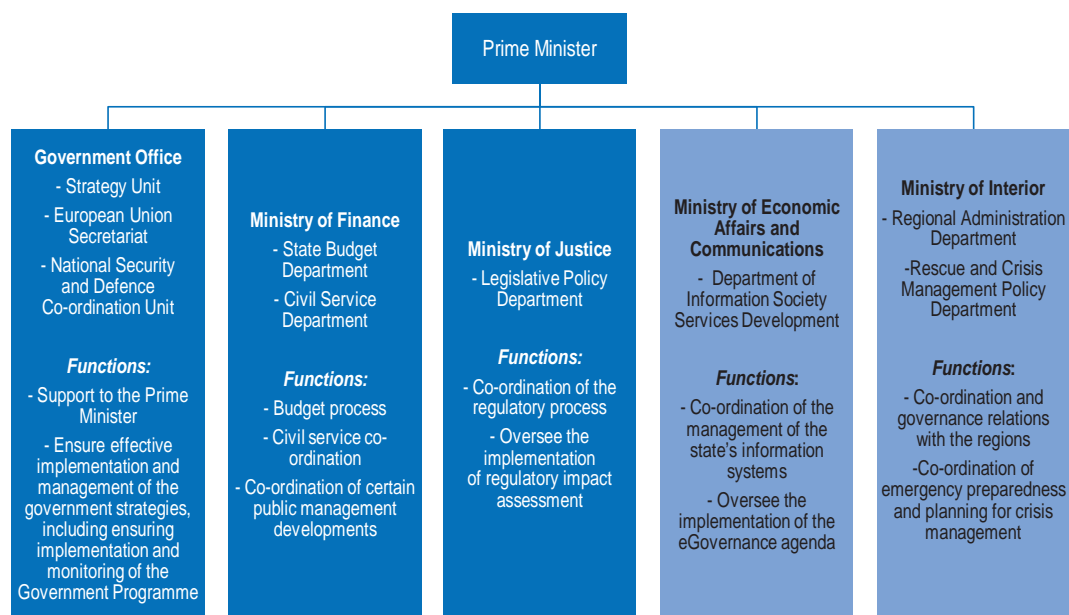 Prime Minister
Government Office
- Strategy Unit
- European Union
Secretariat
- National Security
and Defence
Co-ordination Unit
Functions:
- Support to the Prime
Minister
- Ensure effective
implementation and
management of the
government strategies,
including ensuring
implementation and
monitoring of the
Government Programme
Ministry of Finance
- State Budget
Department
- Civil Service
Department
Functions:
- Budget process
- Civil service co-
ordination
- Co-ordination of certain
public management
developments
Ministry of Justice
- Legislative Policy
Department
Functions:
- Co-ordination of the
regulatory process
- Oversee the
implementation
of regulatory impact
assessment
Ministry of Economic
Affairs and
Communications
- Department of
Information Society
Services Development
Functions:
- Co-ordination of the
management of the
state's information
systems
- Oversee the
implementation of the
eGovernance agenda
Ministry of Interior
- Regional Administration
Department
-Rescue and Crisis
Management Policy
Department
Functions:
- Co-ordination and
governance relations
with the regions
-Co-ordination of
emergency preparedness
and planning for crisis
management